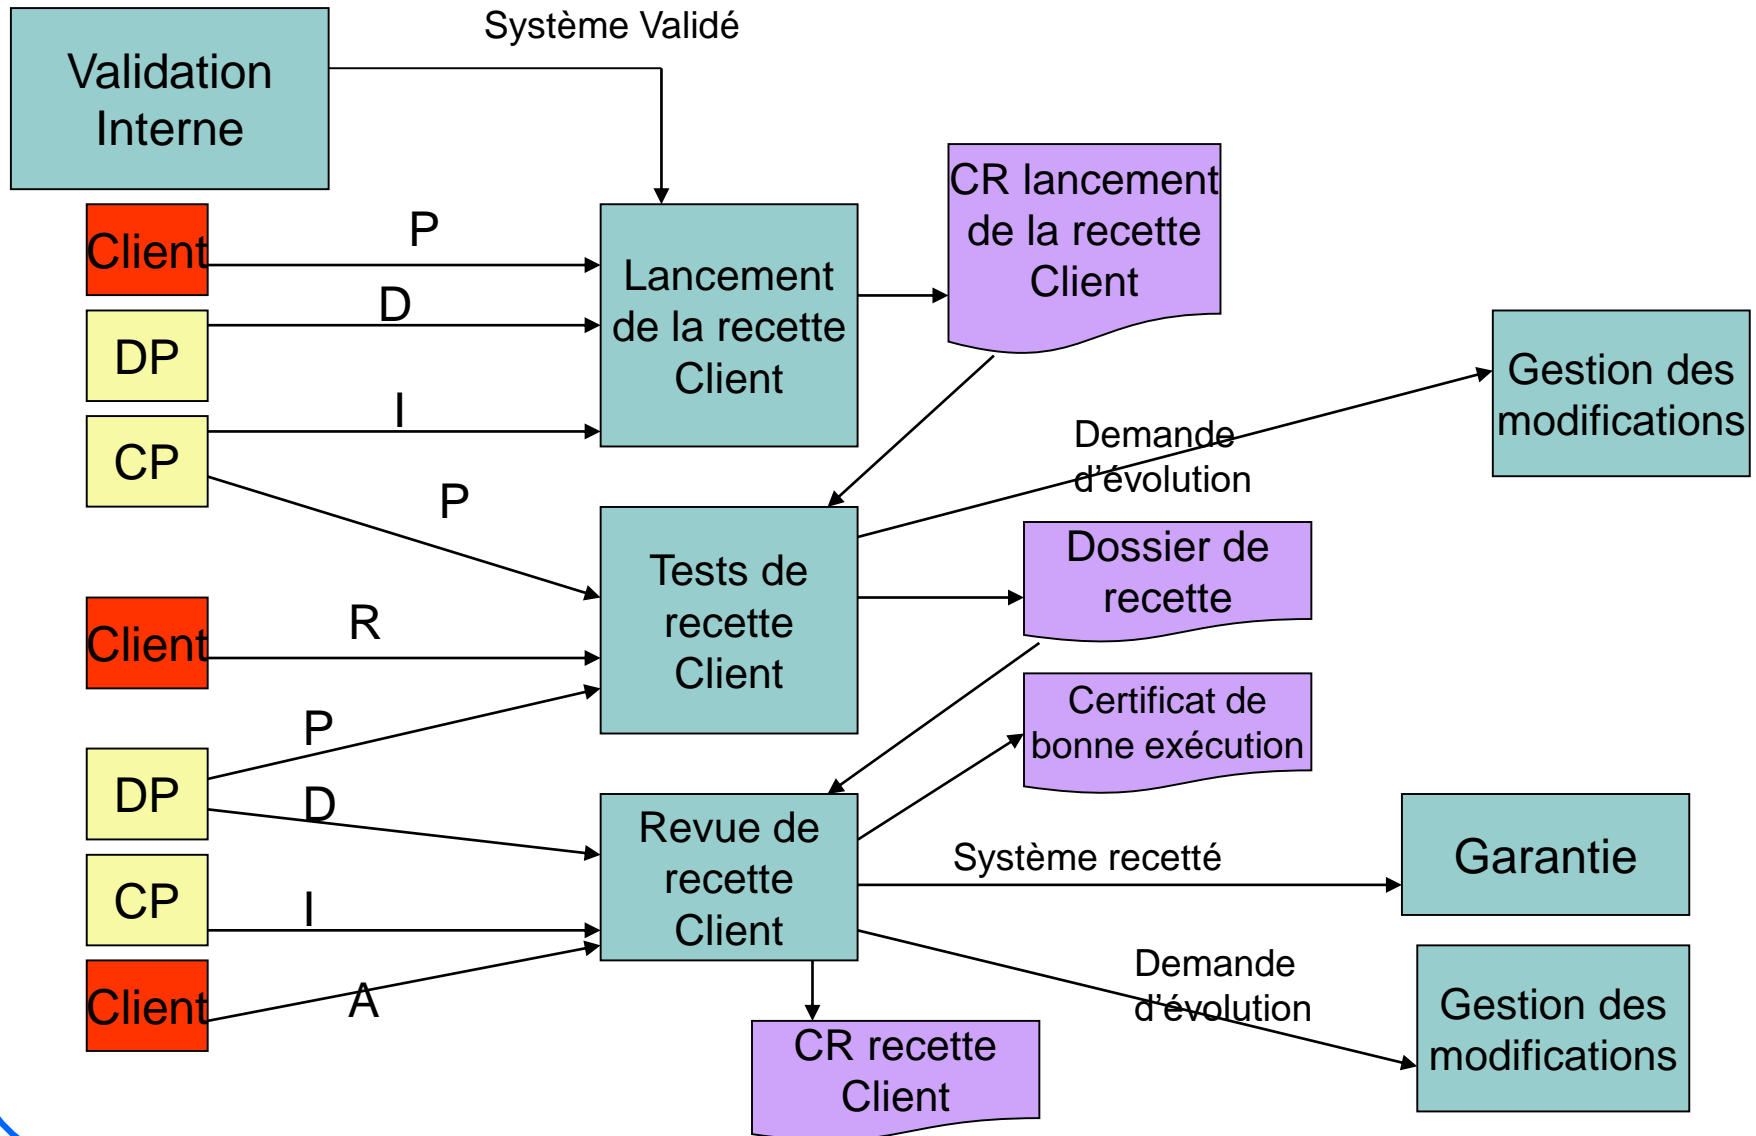 Système Validé
Validation
Interne
Client
P
DP
D
CP
I
P
Lancement
de la recette
Client
CR lancement
de la recette
Client
Gestion des
modifications
Demande
d’évolution
Client
R
Tests de
recette
Client
Dossier de
recette
P
DP
D
Certificat de
bonne exécution
CP
I
Client
A
Revue de
recette
Client
Système recetté
Garantie
Demande
d’évolution
Gestion des
modifications
CR recette
Client